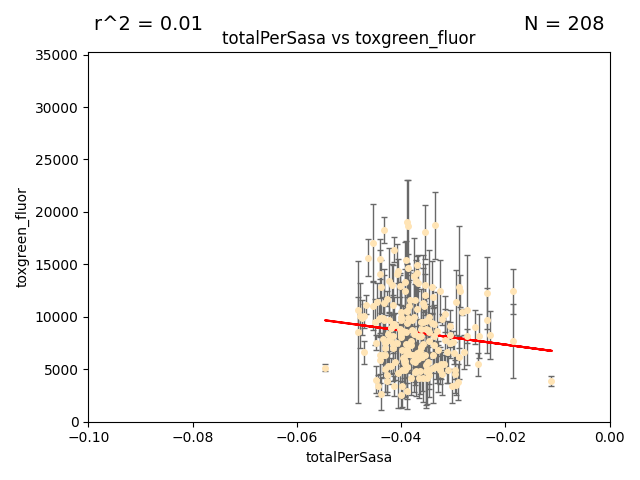 r^2 = 0.01
N = 208
totalPerSasa vs toxgreen_fluor
35000
30000
25000
20000
15000
10000
5000
0
toxgreen_fluor
−0.10
−0.08
−0.06
−0.04
−0.02
0.00
totalPerSasa